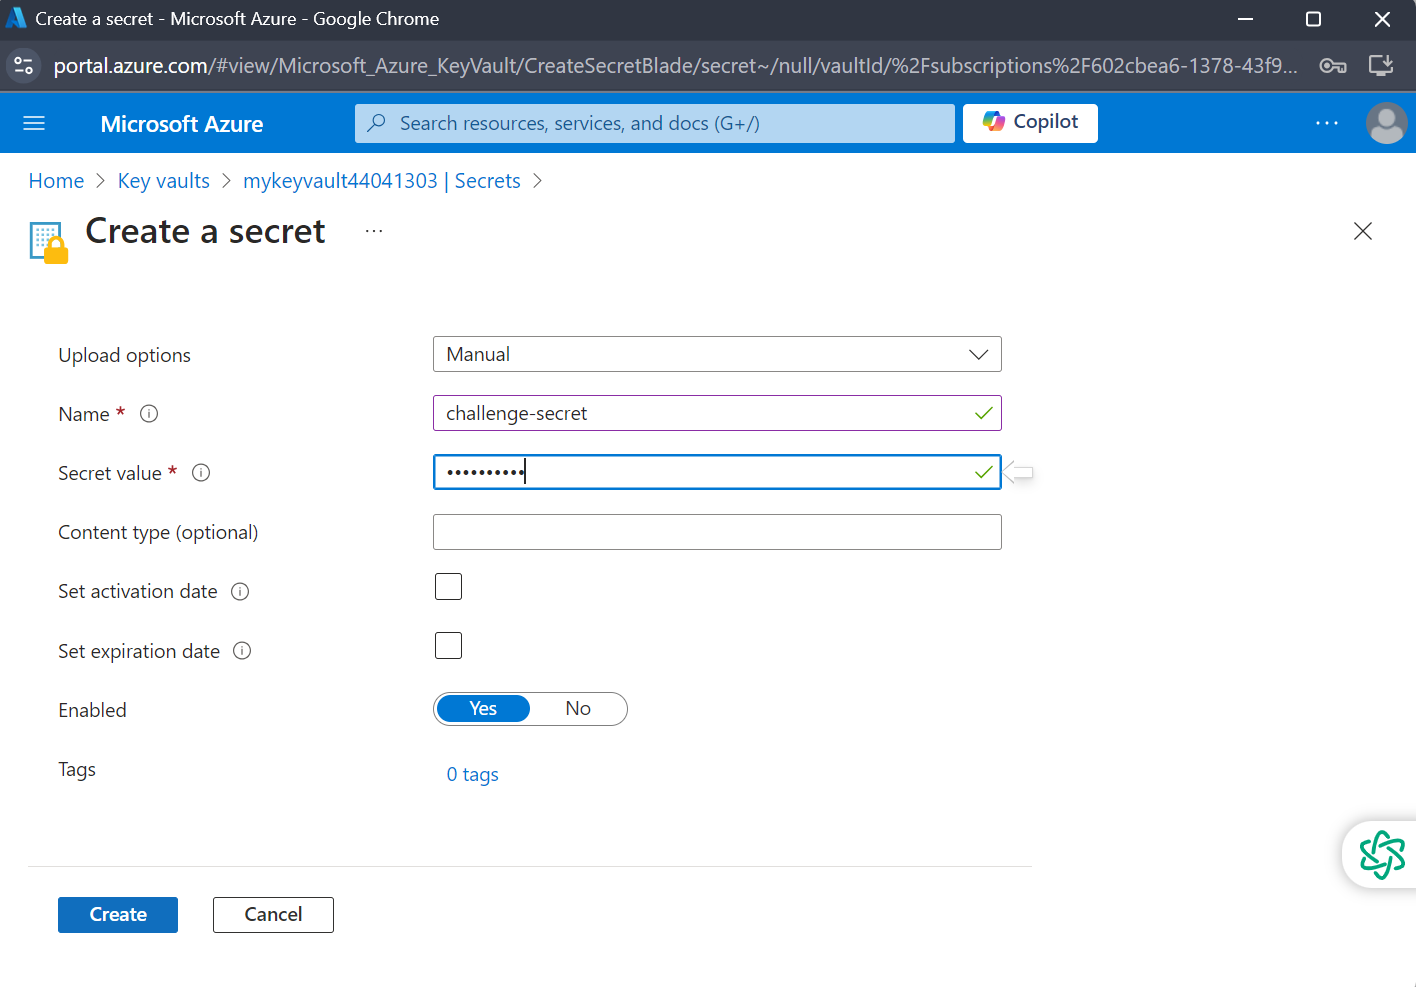 Create a secret - Microsoft Azure - Google Chrome
portal.azure.com/#view/Microsoft_Azure_KeyVault/CreateSecretBlade/secret~/null/vaultId/%2Fsubscriptions%2F602cbea6-1378-43f9...
Microsoft Azure
Search resources, services, and docs (G+/)
Copilot
Home > Key vaults > mykeyvault44041303 | Secrets >
Create a secret
Upload options
Manual
Name *
challenge-secret
Secret value *
••••••••••
Content type (optional)
Set activation date
Set expiration date
Enabled
Yes No
Tags
0 tags
Create Cancel